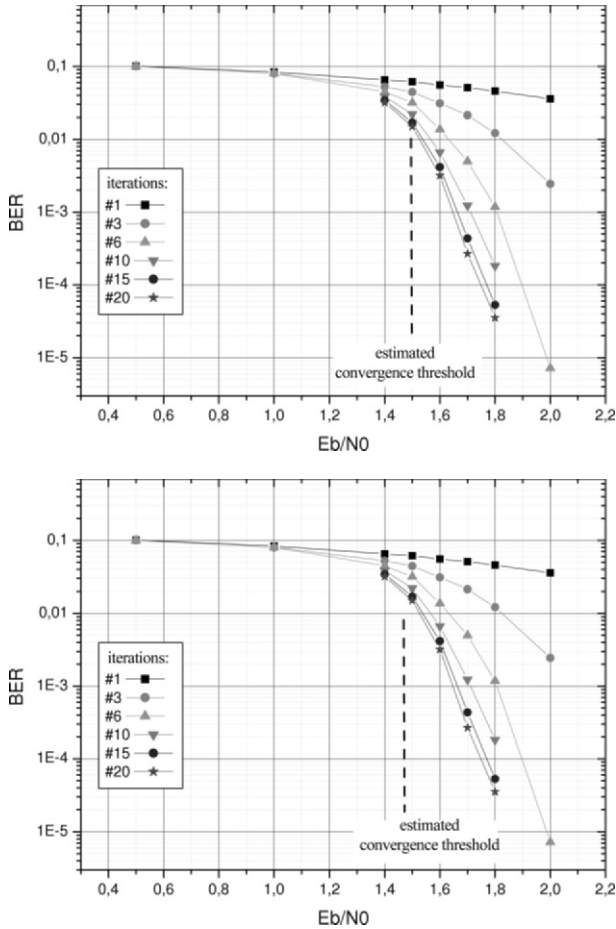 0,1
0,01
1E-3
1E-4
1E-5
BER
iterations:
#1
#3
#6
#10
#15
#20
estimated
convergence threshold
0,4 0,6 0,8 1,0 1,2 1,4 1,6 1,8 2,0 2,2
Eb/N0
0,1
0,01
1E-3
1E-4
1E-5
BER
iterations:
#1
#3
#6
#10
#15
#20
estimated
convergence threshold
0,4 0,6 0,8 1,0 1,2 1,4 1,6 1,8 2,0 2,2
Eb/N0